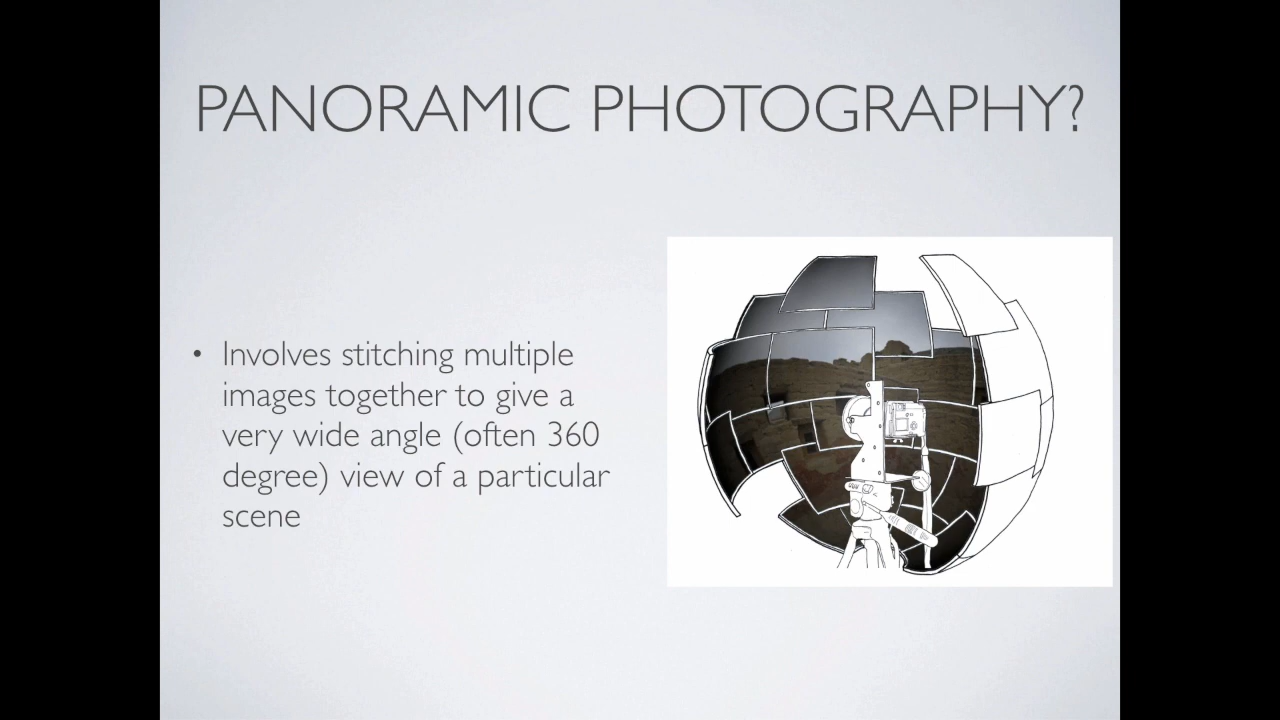 PANORAMIC PHOTOGRAPHY?
• Involves stitching multiple
images together to give a
very wide angle (often 360
degree) view of a particular
scene